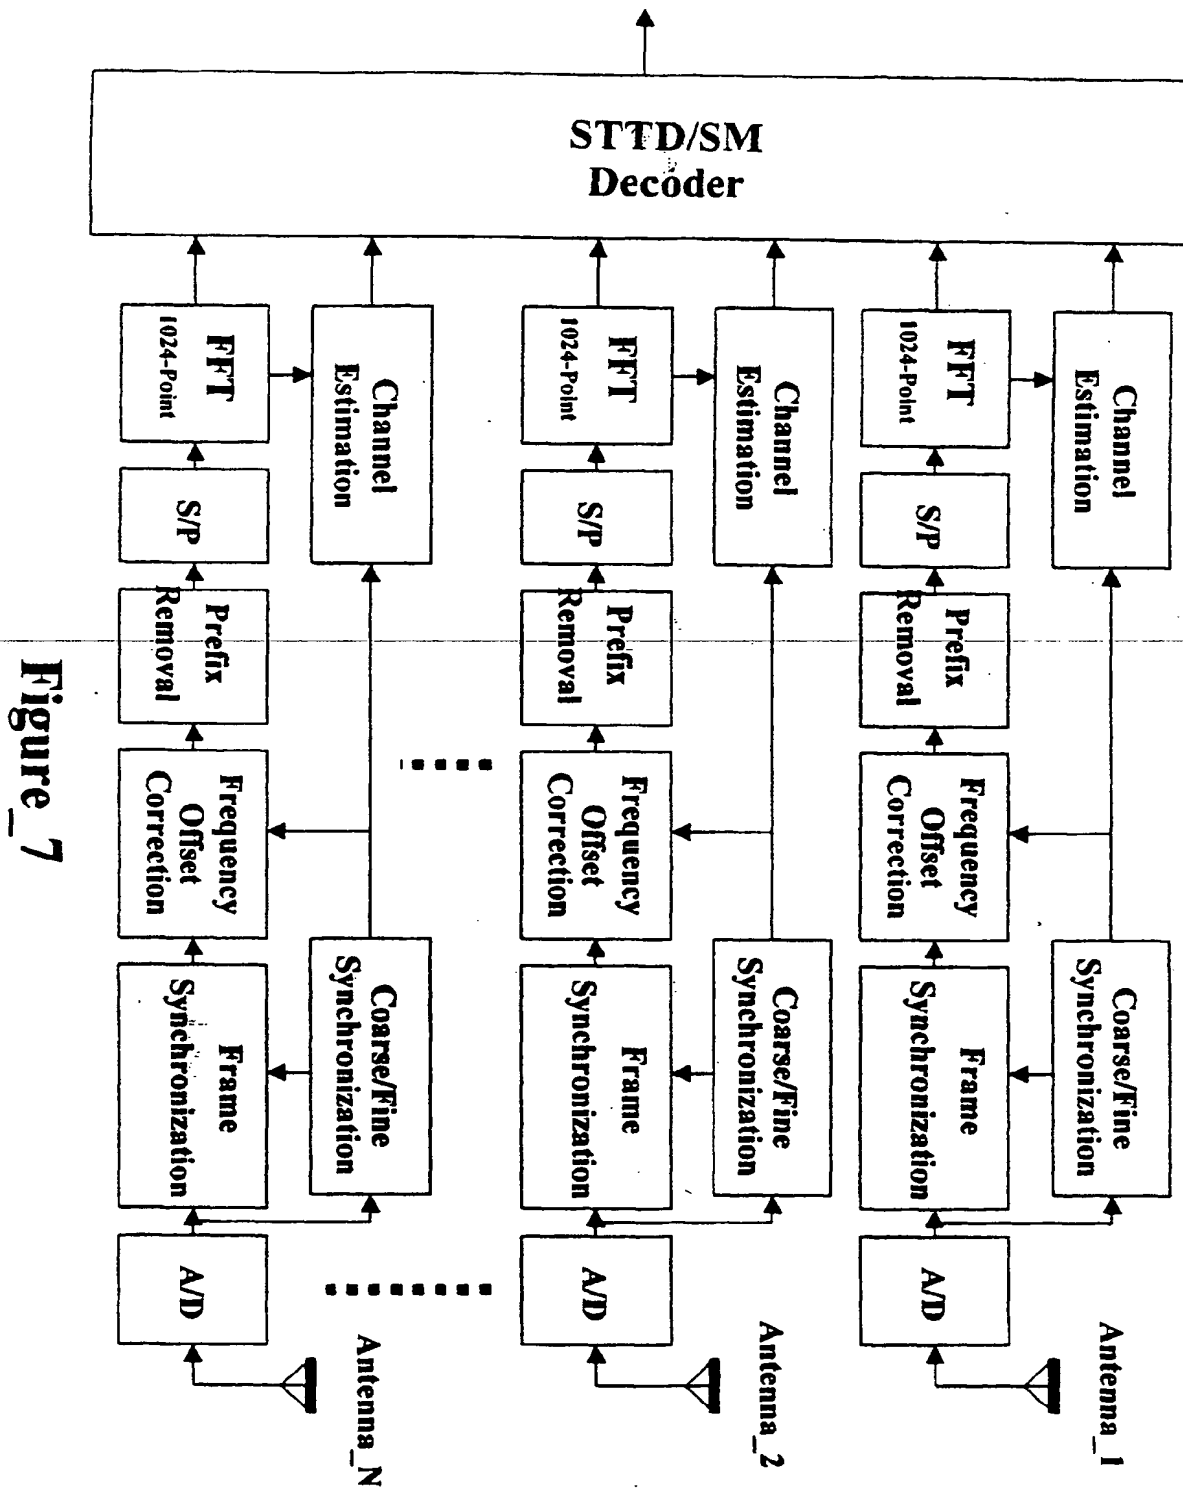 Antenna_1
A/D
Coarse/Fine
Synchronization
Frame
Synchronization
Frequency
Offset
Correction
Prefix
Removal
S/P
FFT
1024-Point
Channel
Estimation
Antenna_2
A/D
Coarse/Fine
Synchronization
Frame
Synchronization
Frequency
Offset
Correction
Prefix
Removal
S/P
FFT
1024-Point
Channel
Estimation
Antenna_N
A/D
Coarse/Fine
Synchronization
Frame
Synchronization
Frequency
Offset
Correction
Prefix
Removal
S/P
FFT
1024-Point
Channel
Estimation
STTD/SM
Decoder
Figure_7